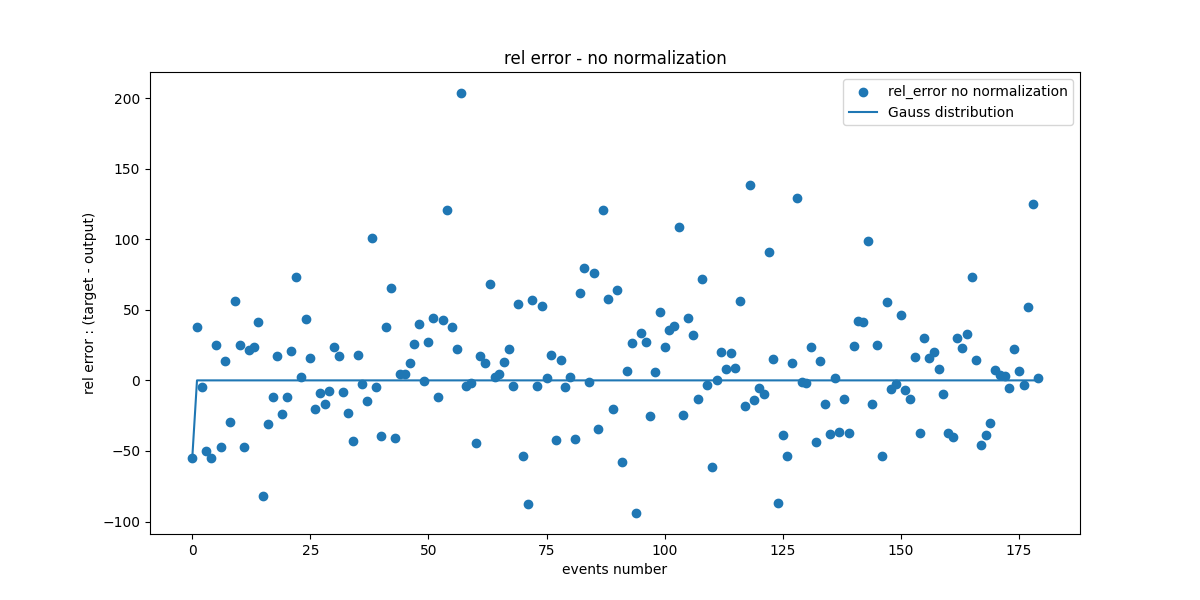 rel error - no normalization
rel_error no normalization
Gauss distribution
rel error : (target - output)
200
150
100
50
0
−50
−100
0 25 50 75 100 125 150 175
events number